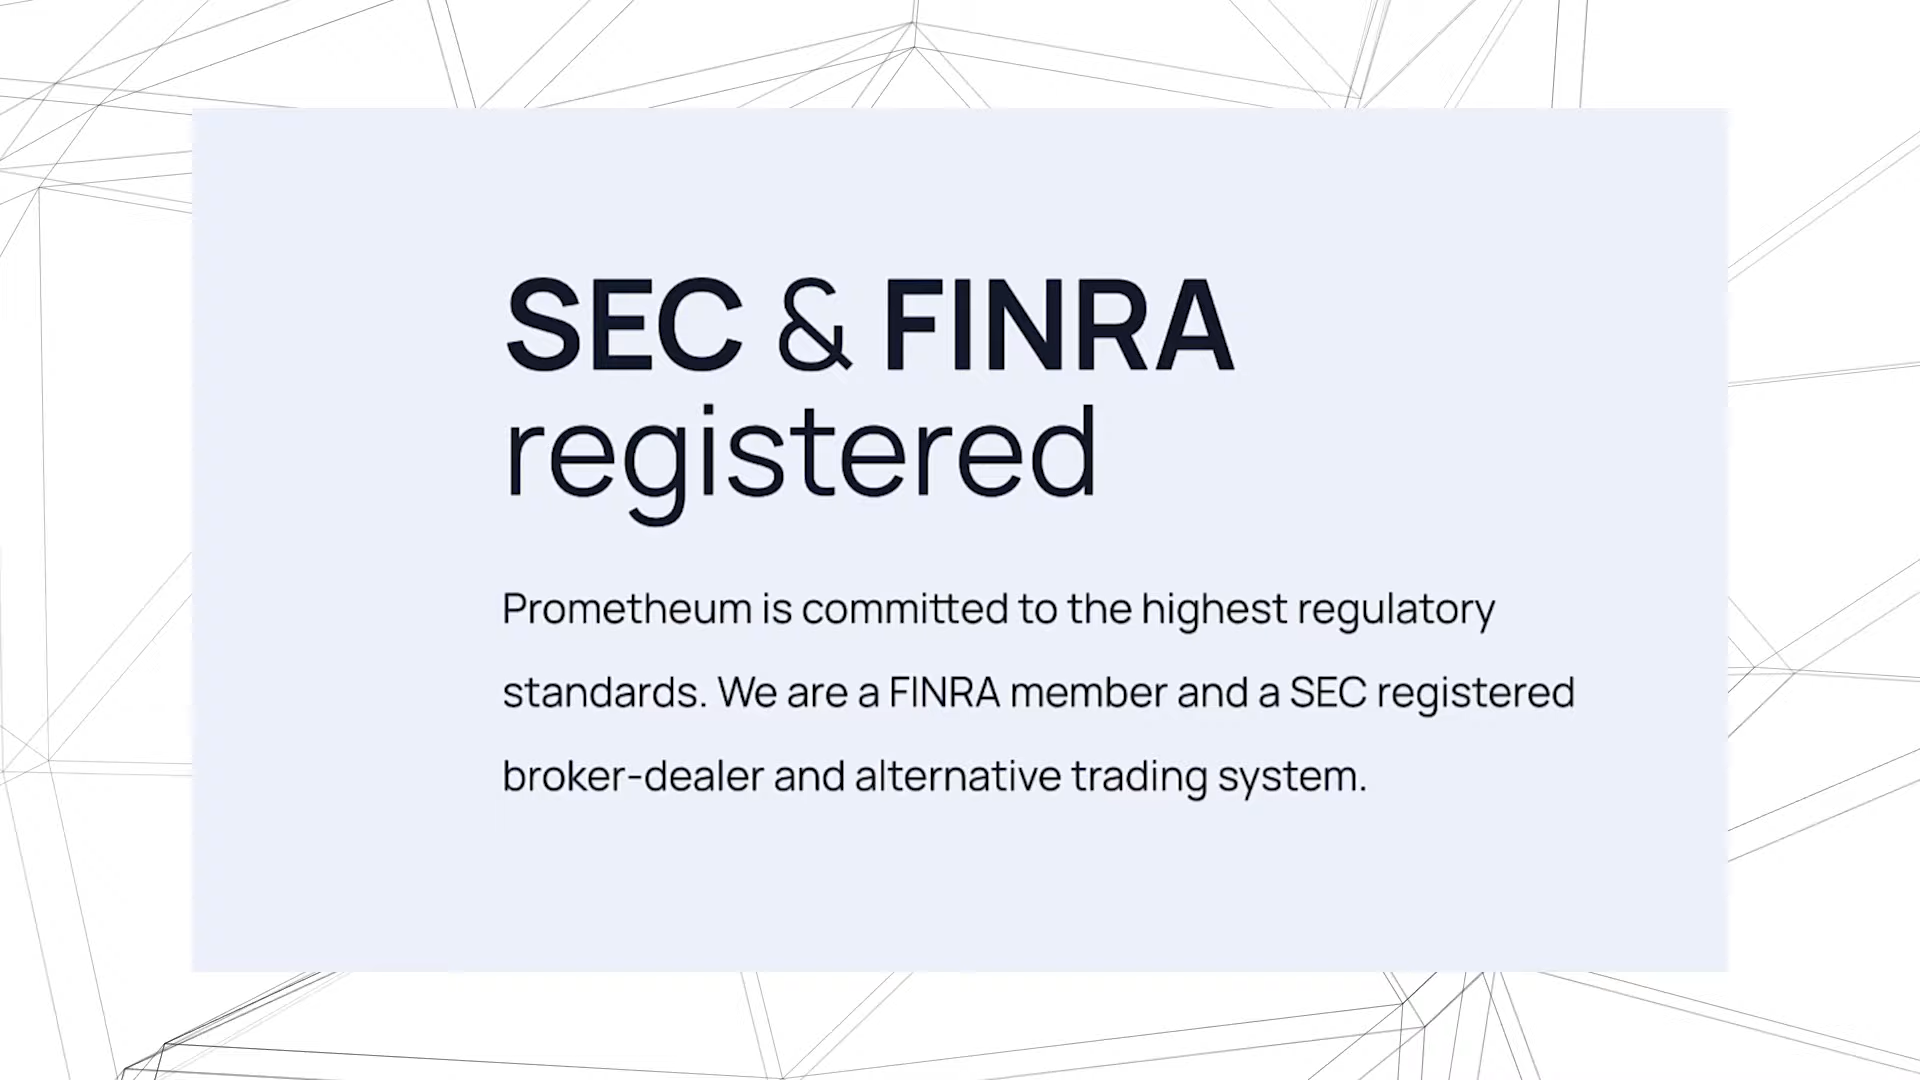 SEC & FINRA
registered
Prometheum is committed to the highest regulatory
standards. We are a FINRA member and a SEC registered
broker-dealer and alternative trading system.